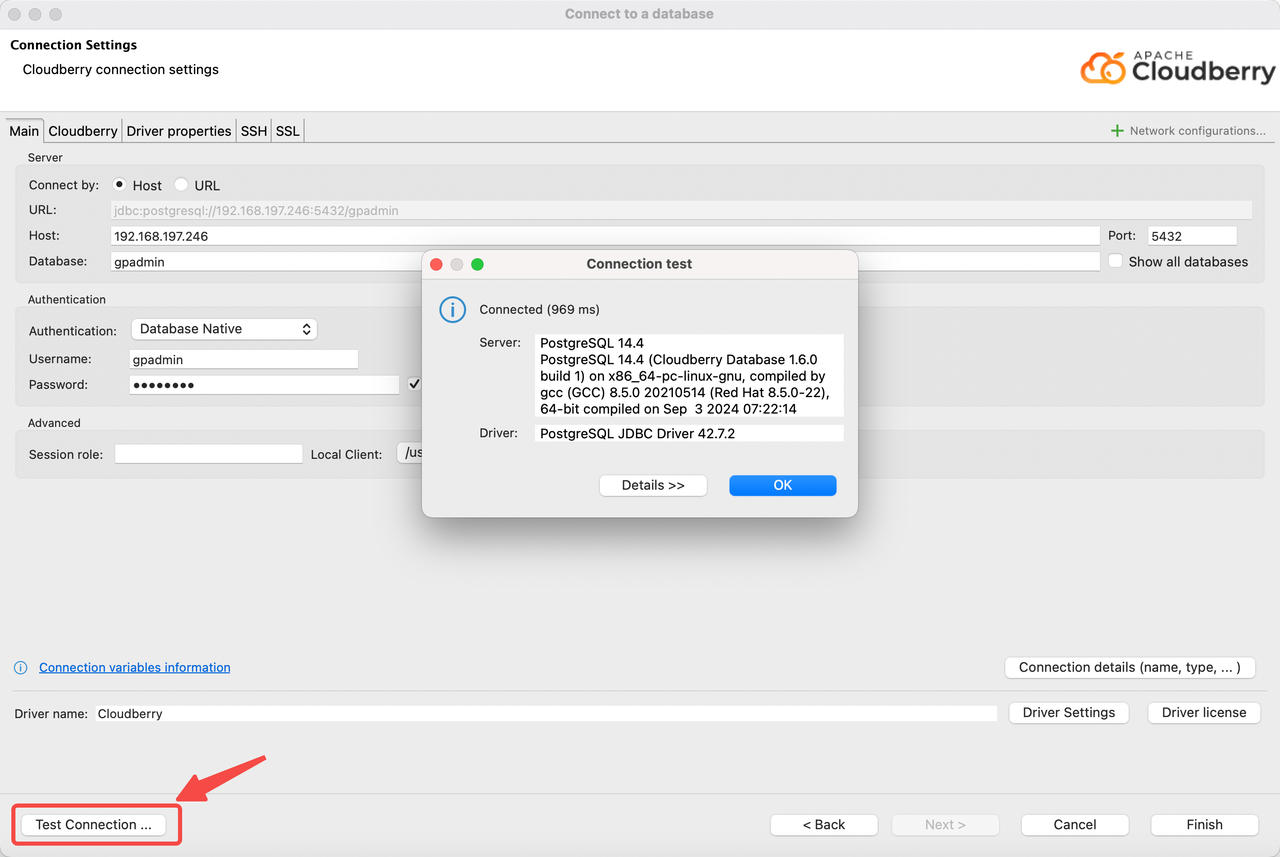 Connect to a database
Connection Settings
Cloudberry connection settings
APACHE
Cloudberry
Main Cloudberry Driver properties SSH SSL
Network configurations...
Server
Connect by: Host URL
URL: jdbc:postgresql://192.168.197.246:5432/gpadmin
Host: 192.168.197.246 Port: 5432
Database: gpadmin Show all databases
Authentication
Authentication: Database Native
Username: gpadmin
Password: ••••••••
Advanced
Session role: Local Client: /us
Connection test
Connected (969 ms)
Server: PostgreSQL 14.4
PostgreSQL 14.4 (Cloudberry Database 1.6.0
build 1) on x86_64-pc-linux-gnu, compiled by
gcc (GCC) 8.5.0 20210514 (Red Hat 8.5.0-22),
64-bit compiled on Sep  3 2024 07:22:14
Driver: PostgreSQL JDBC Driver 42.7.2
Details >> OK
Connection variables information
Connection details (name, type, ... )
Driver name: Cloudberry Driver Settings Driver license
Test Connection ... < Back Next > Cancel Finish